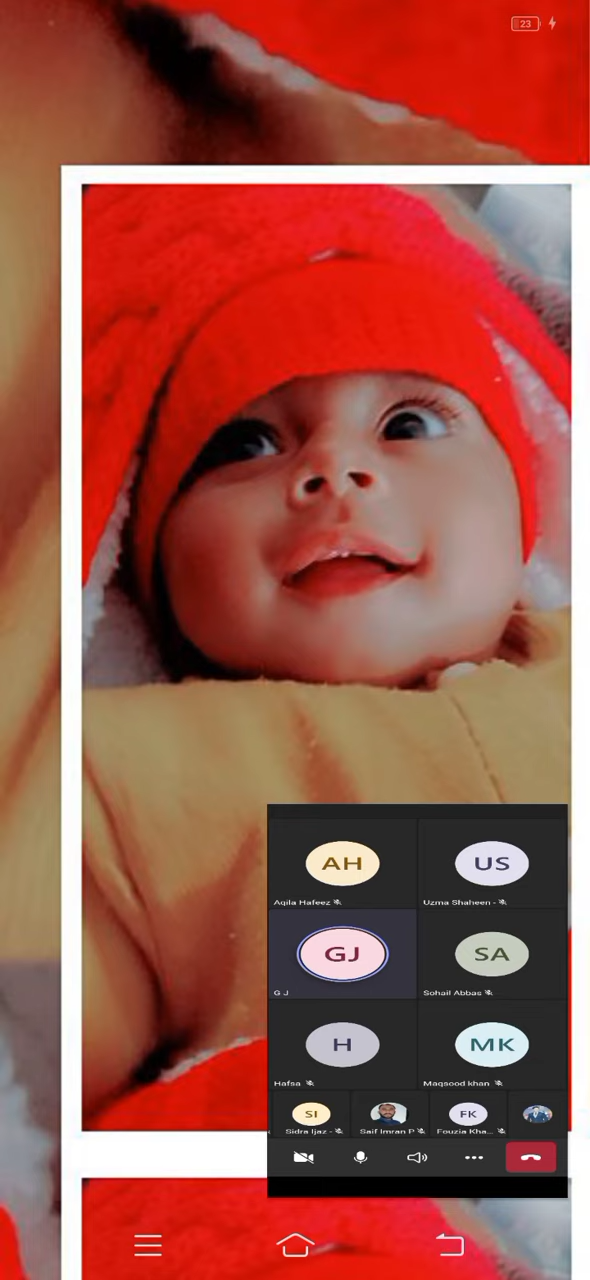 23
AH
US
Aqila Hafeez
Uzma Shaheen -
GJ
SA
G J
Sohail Abbas
H
MK
Hafsa
Maqsood khan
SI
FK
Sidra Ijaz -
Saif Imran P
Fouzia Kha...